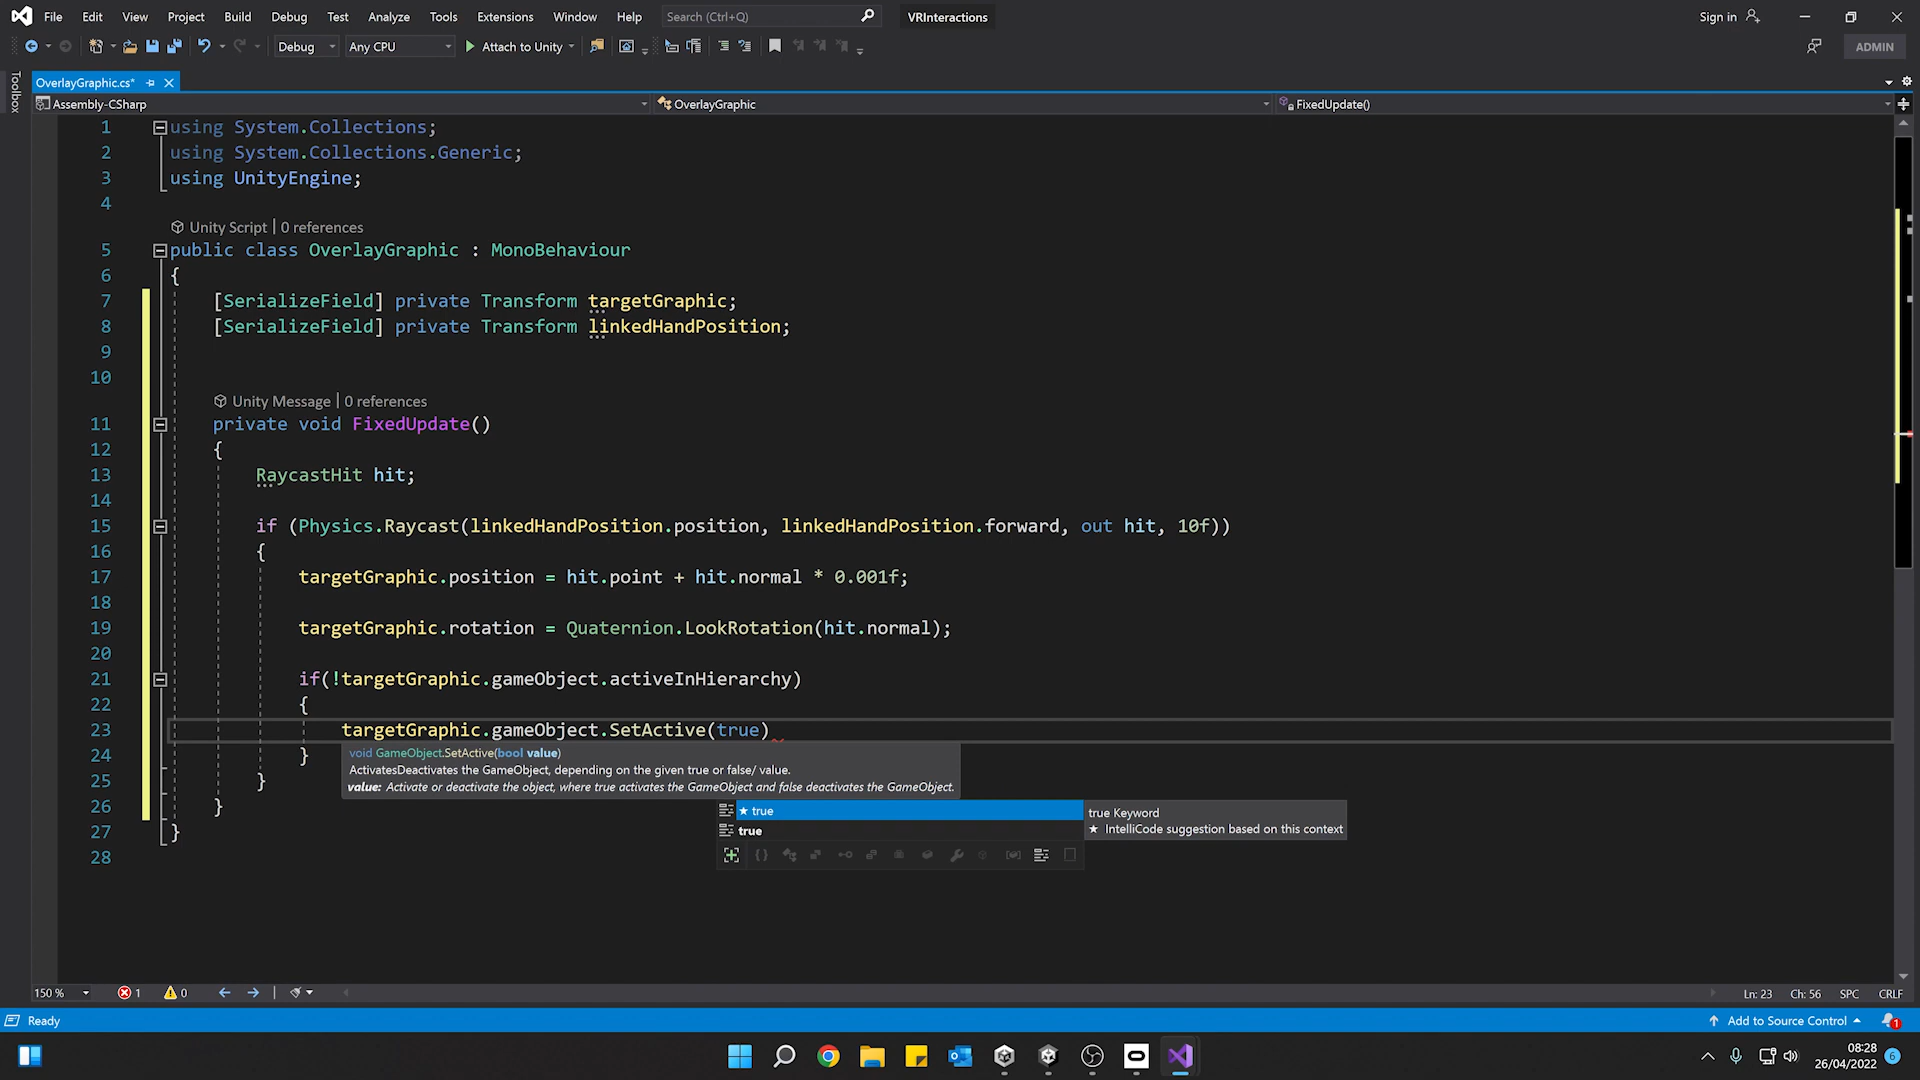 File Edit View Project Build Debug Test Analyze Tools Extensions Window Help Search (Ctrl+Q) VRInteractions Sign in
Debug Any CPU Attach to Unity ADMIN
Toolbox
OverlayGraphic.cs*
Assembly-CSharp OverlayGraphic FixedUpdate()
1 using System.Collections;
2 using System.Collections.Generic;
3 using UnityEngine;
4
Unity Script | 0 references
5 public class OverlayGraphic : MonoBehaviour
6 {
7 [SerializeField] private Transform targetGraphic;
8 [SerializeField] private Transform linkedHandPosition;
9
10
Unity Message | 0 references
11 private void FixedUpdate()
12 {
13 RaycastHit hit;
14
15 if (Physics.Raycast(linkedHandPosition.position, linkedHandPosition.forward, out hit, 10f))
16 {
17 targetGraphic.position = hit.point + hit.normal * 0.001f;
18
19 targetGraphic.rotation = Quaternion.LookRotation(hit.normal);
20
21 if(!targetGraphic.gameObject.activeInHierarchy)
22 {
23 targetGraphic.gameObject.SetActive(true)
24 }
void GameObject.SetActive(bool value)
ActivatesDeactivates the GameObject, depending on the given true or false/ value.
value: Activate or deactivate the object, where true activates the GameObject and false deactivates the GameObject.
25 }
26 }
27 }
28
★ true
true
true Keyword
★ IntelliCode suggestion based on this context
150 % 1 0 Ln: 23 Ch: 56 SPC CRLF
Ready Add to Source Control 1
08:28
26/04/2022 6